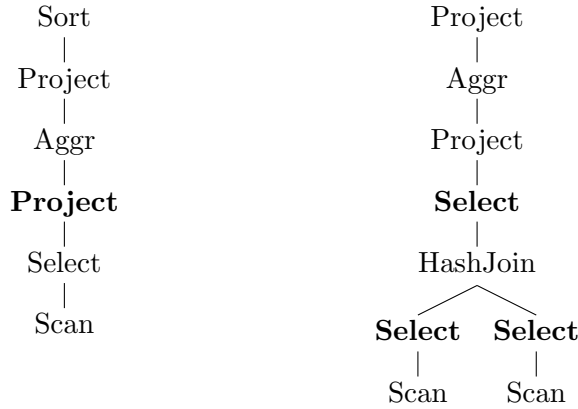 Sort
Project
Aggr
Project
Select
Scan
Project
Aggr
Project
Select
HashJoin
Select Select
Scan Scan